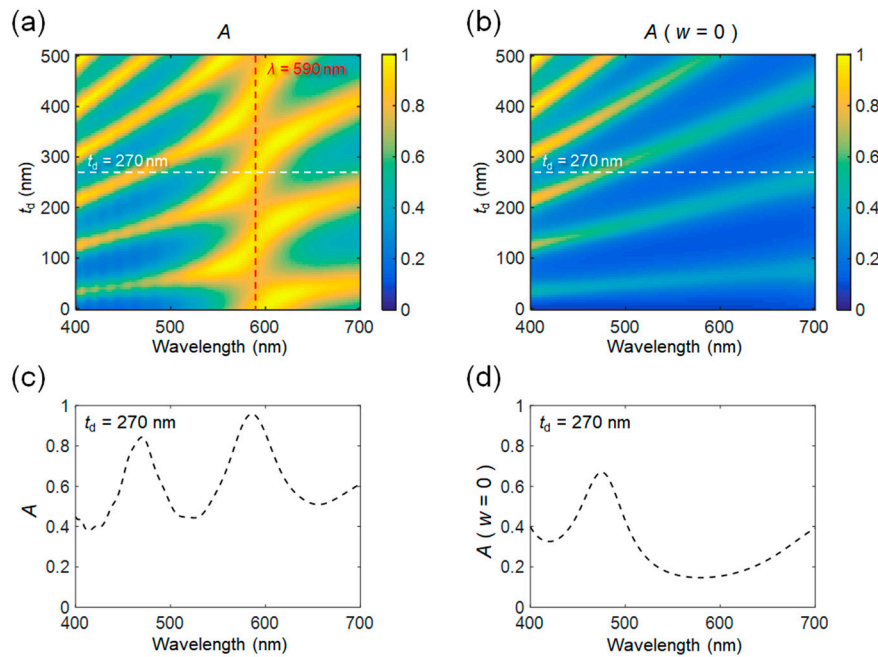 (a)
A
500
400
300
200
100
0
t_d (nm)
λ = 590 nm
t_d = 270 nm
400 500 600 700
Wavelength (nm)
1
0.8
0.6
0.4
0.2
0
(b)
A ( w = 0 )
500
400
300
200
100
0
t_d (nm)
t_d = 270 nm
400 500 600 700
Wavelength (nm)
1
0.8
0.6
0.4
0.2
0
(c)
t_d = 270 nm
1
0.8
0.6
0.4
0.2
0
A
400 500 600 700
Wavelength (nm)
(d)
t_d = 270 nm
1
0.8
0.6
0.4
0.2
0
A ( w = 0 )
400 500 600 700
Wavelength (nm)